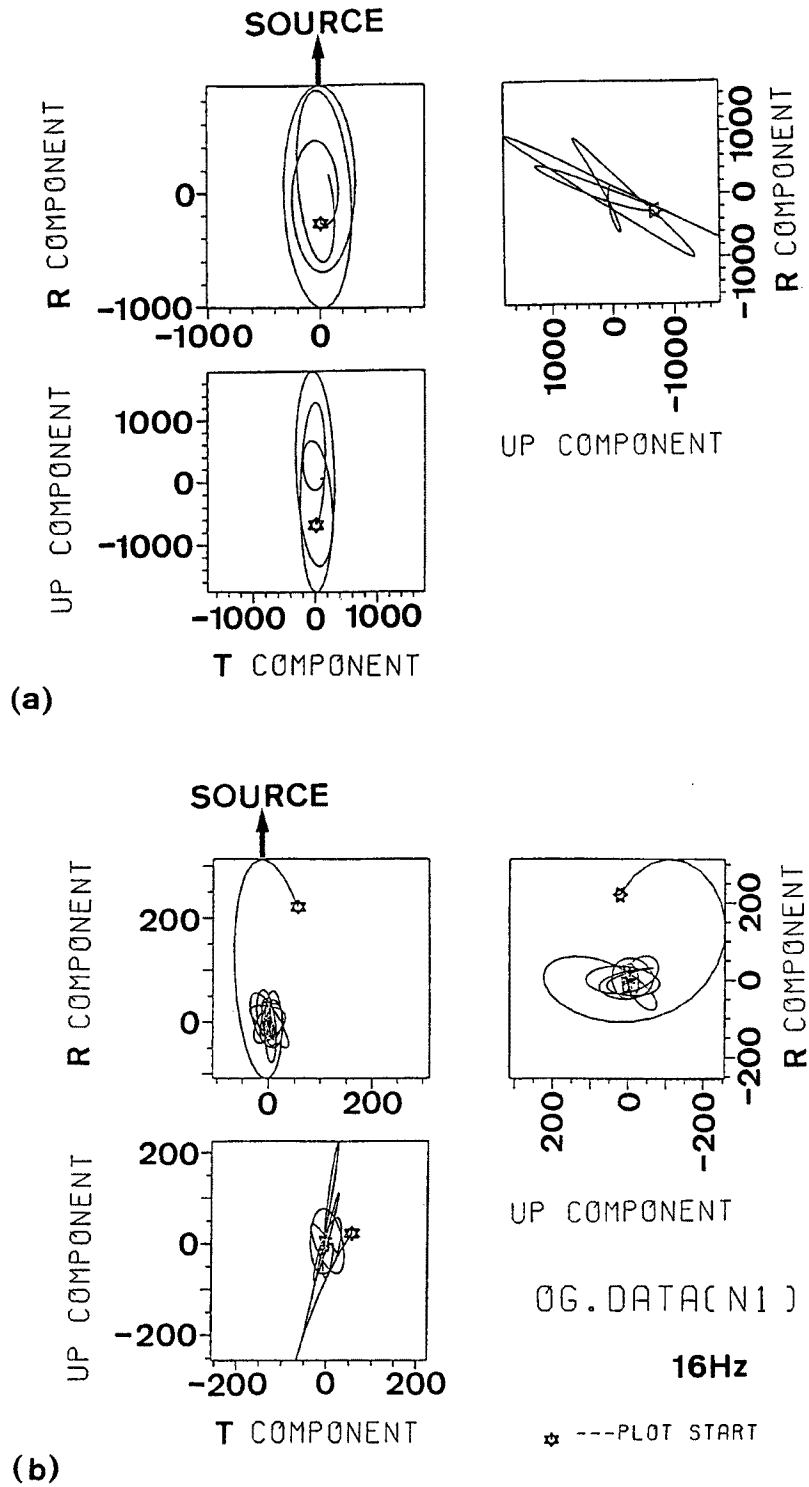 SOURCE
R COMPONENT
0
-1000
-1000
0
1000
0
-1000
R COMPONENT
1000
0
-1000
UP COMPONENT
UP COMPONENT
1000
0
-1000
-1000
0
1000
T COMPONENT
(a)
SOURCE
R COMPONENT
200
0
0
200
200
0
-200
R COMPONENT
200
0
-200
UP COMPONENT
UP COMPONENT
200
0
-200
-200
0
200
T COMPONENT
OG.DATA(N1)
16Hz
---PLOT START
(b)